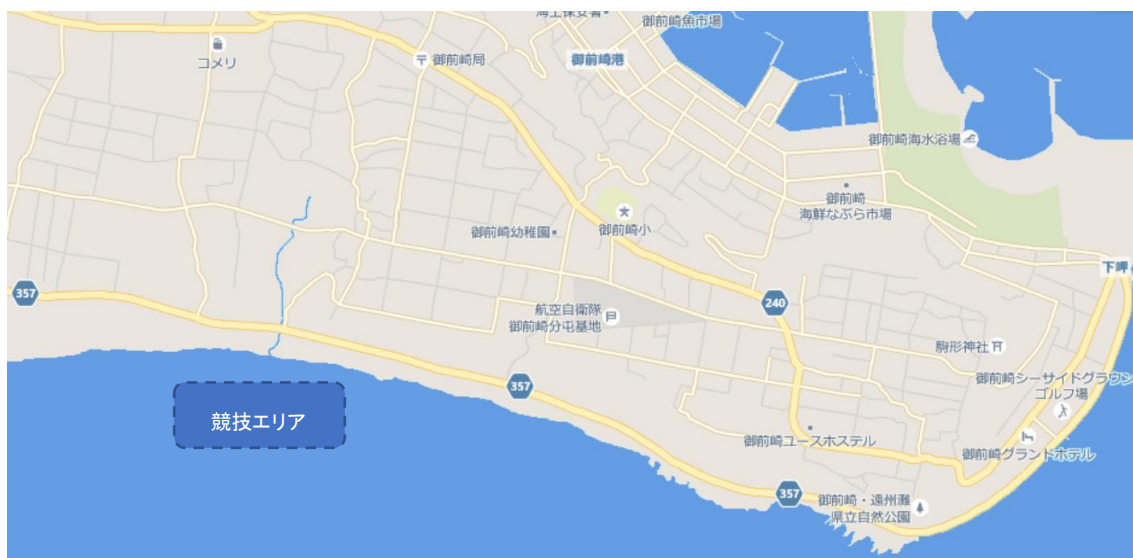 海上保安署
御前崎魚市場
コメリ
御前崎局
御前崎港
御前崎海水浴場
御前崎
海鮮なぶら市場
御前崎幼稚園
御前崎小
下岬
357
240
航空自衛隊
御前崎分屯基地
駒形神社
357
御前崎シーサイドグラウン
ゴルフ場
競技エリア
御前崎ユースホステル
御前崎グランドホテル
357
御前崎・遠州灘
県立自然公園